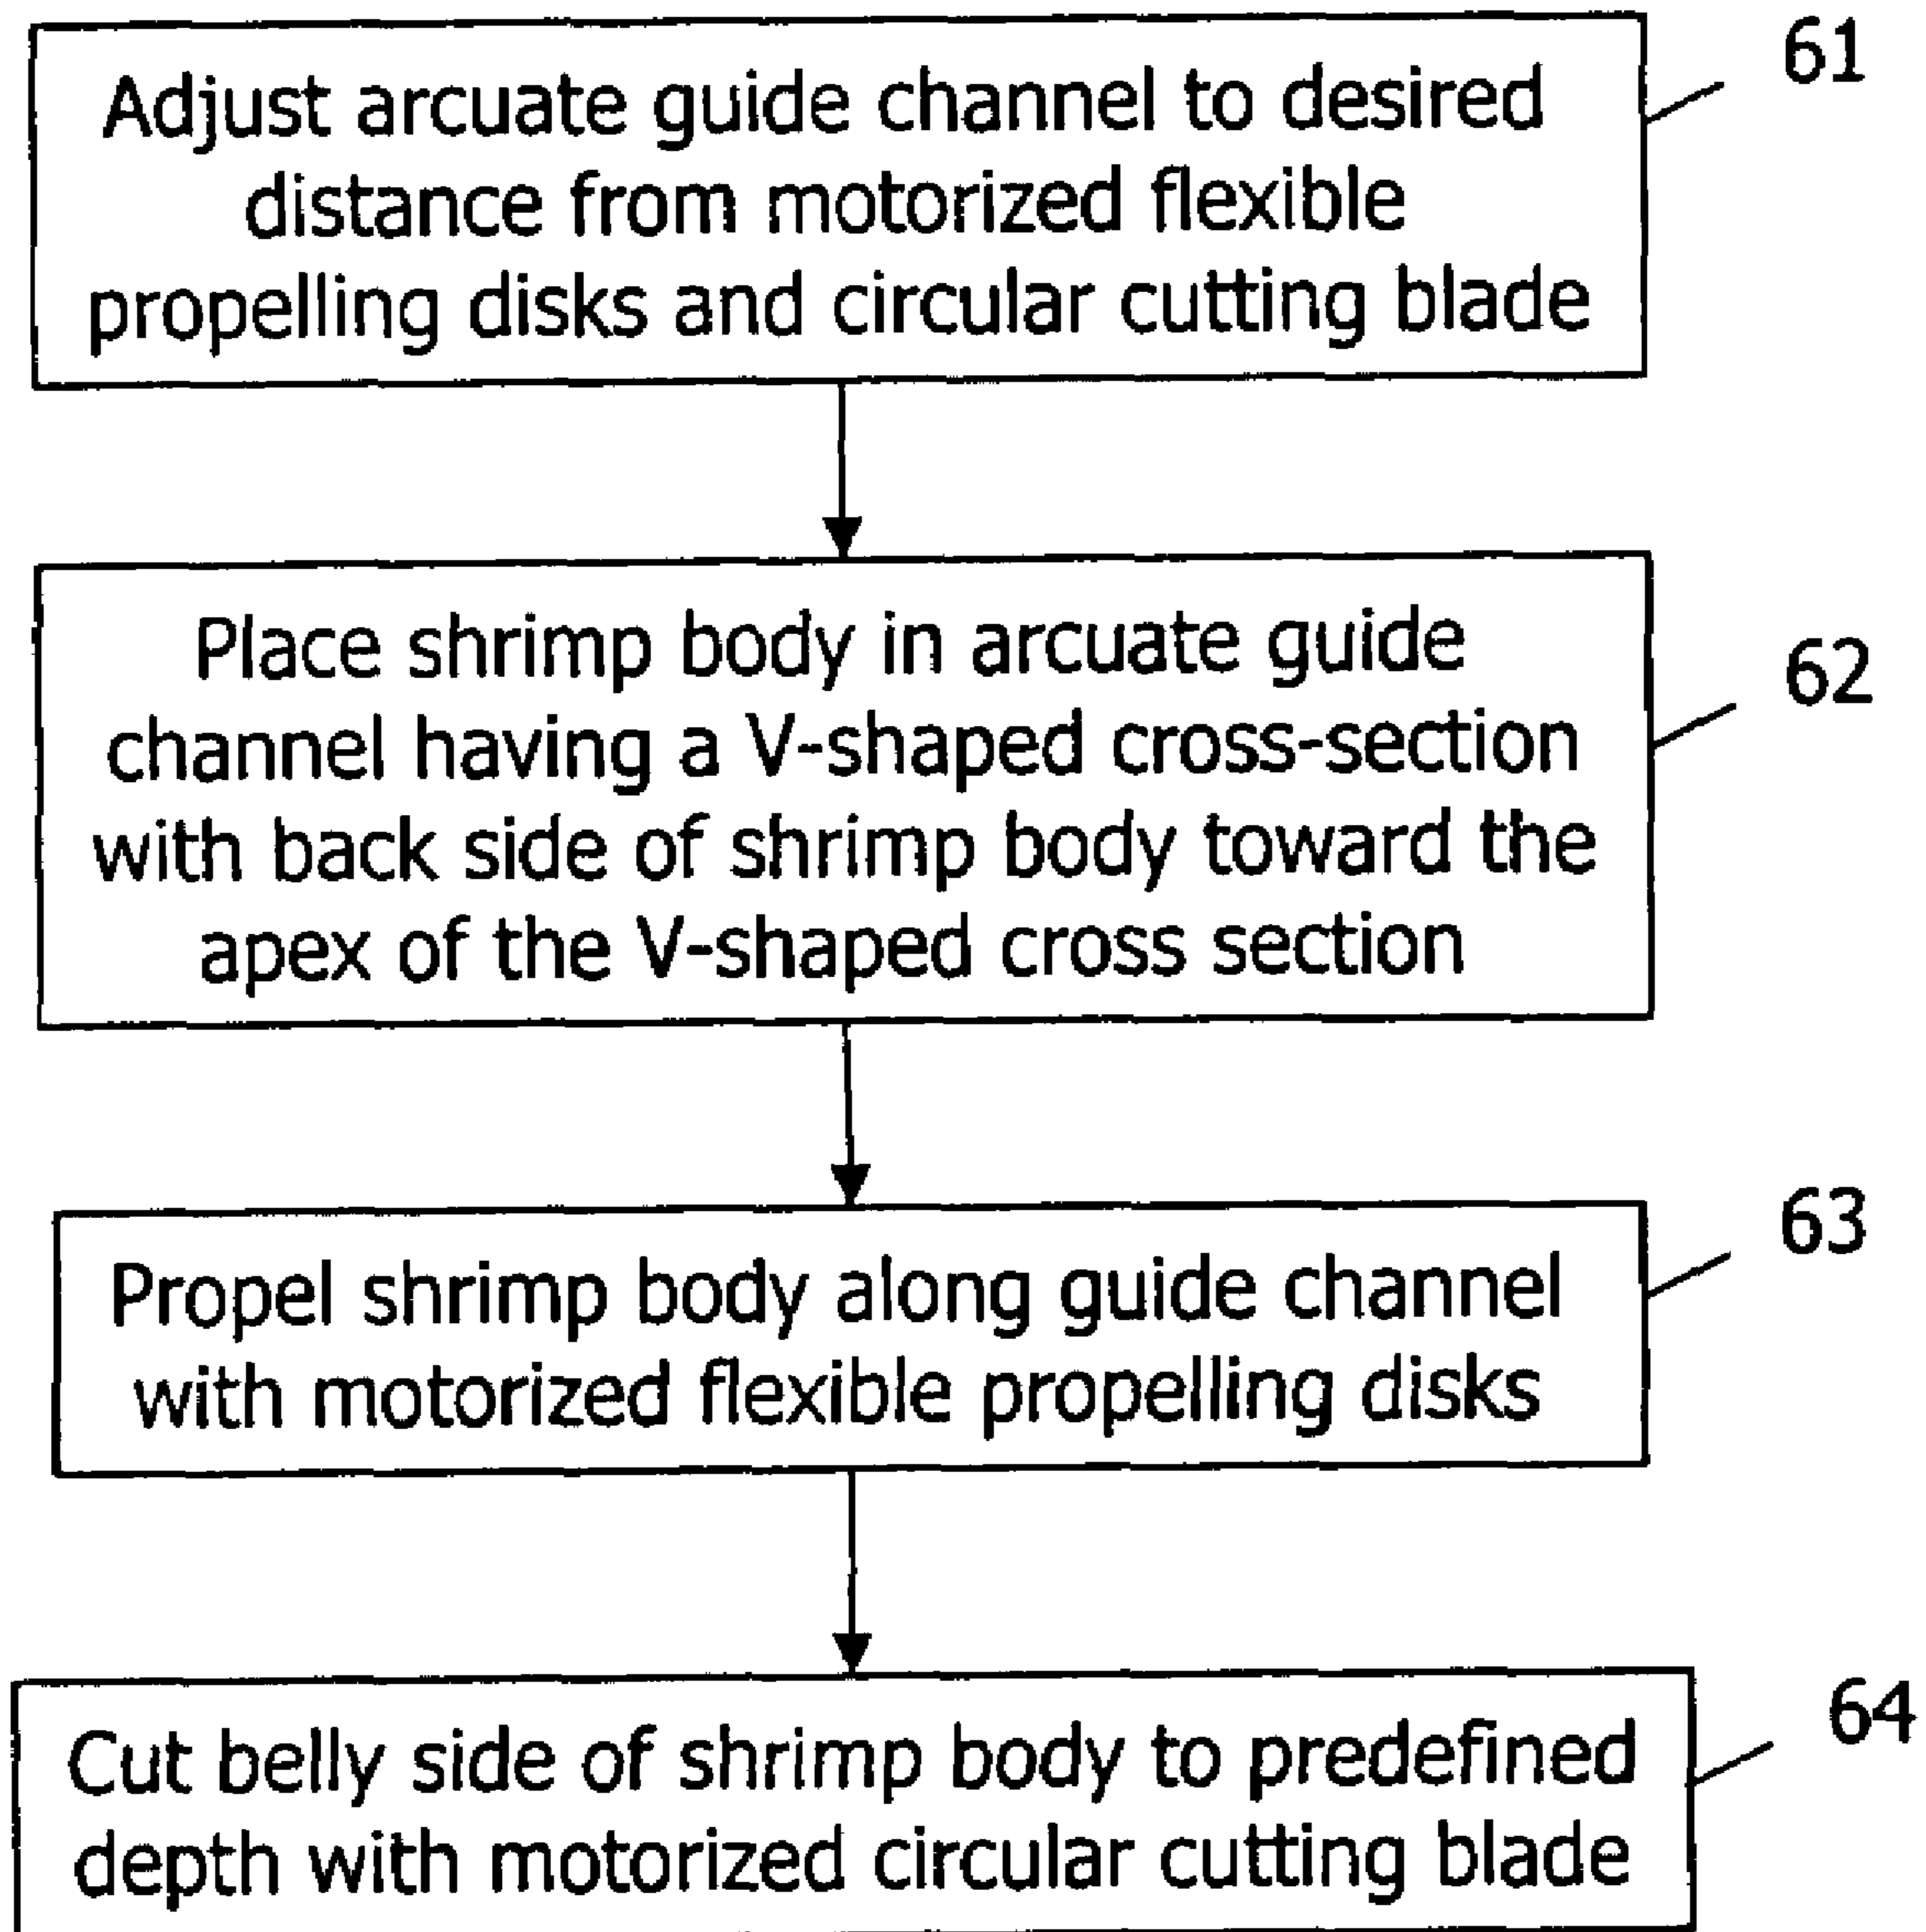 61
Adjust arcuate guide channel to desired
distance from motorized flexible
propelling disks and circular cutting blade
Place shrimp body in arcuate guide
62
channel having a V-shaped cross-section
with back side of shrimp body toward the
apex of the V-shaped cross section
63
Propel shrimp body along guide channel
with motorized flexible propelling disks
64
Cut belly side of shrimp body to predefined
depth with motorized circular cutting blade